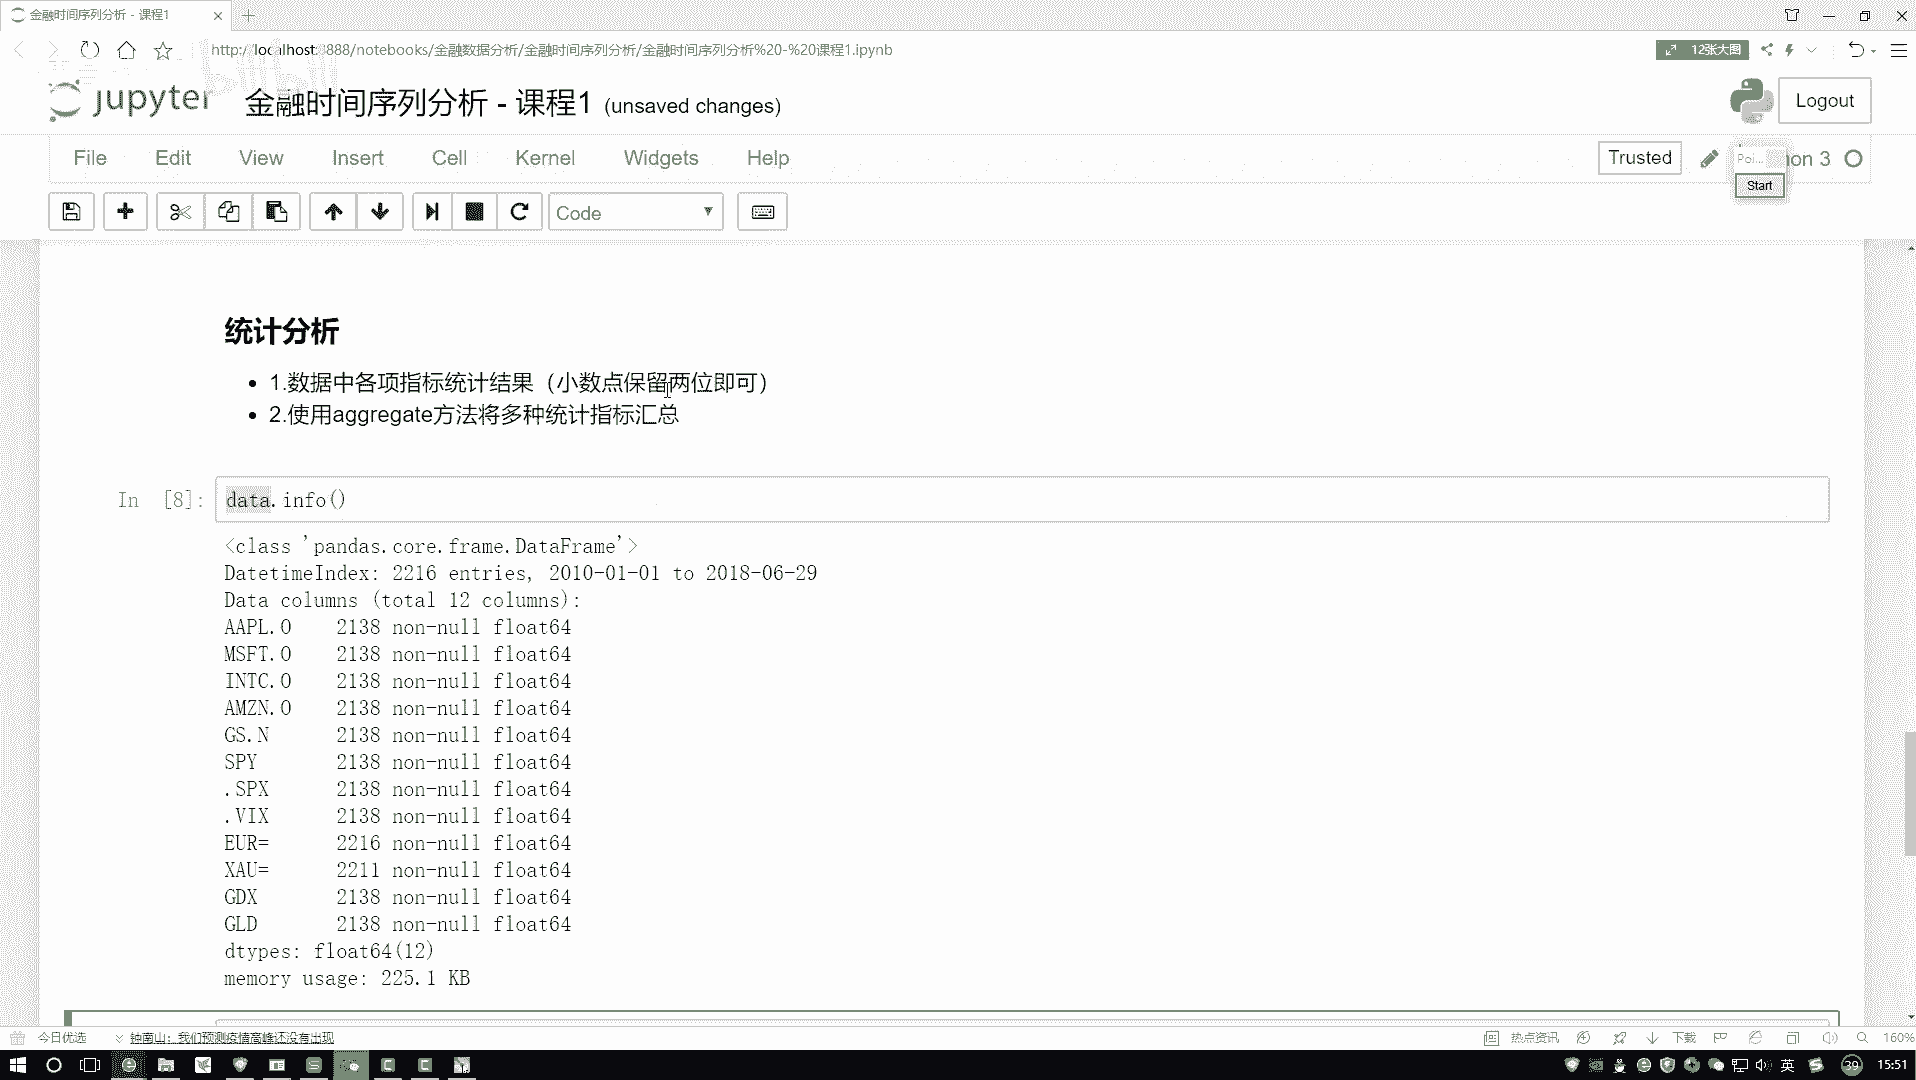 金融时间序列分析 - 课程1
http://localhost:8888/notebooks/金融数据分析/金融时间序列分析/金融时间序列分析%20-%20课程1.ipynb
12张大图
jupyter 金融时间序列分析 - 课程1 (unsaved changes)
Logout
File Edit View Insert Cell Kernel Widgets Help
Trusted
Poi... on 3
Start
Code
统计分析
1.数据中各项指标统计结果（小数点保留两位即可）
2.使用aggregate方法将多种统计指标汇总
In [8]: data.info()
<class 'pandas.core.frame.DataFrame'>
DatetimeIndex: 2216 entries, 2010-01-01 to 2018-06-29
Data columns (total 12 columns):
AAPL.O 2138 non-null float64
MSFT.O 2138 non-null float64
INTC.O 2138 non-null float64
AMZN.O 2138 non-null float64
GS.N 2138 non-null float64
SPY 2138 non-null float64
.SPX 2138 non-null float64
.VIX 2138 non-null float64
EUR= 2216 non-null float64
XAU= 2211 non-null float64
GDX 2138 non-null float64
GLD 2138 non-null float64
dtypes: float64(12)
memory usage: 225.1 KB
今日优选 钟南山：我们预测疫情高峰还没有出现
热点资讯 下载 160%
英 39 15:51